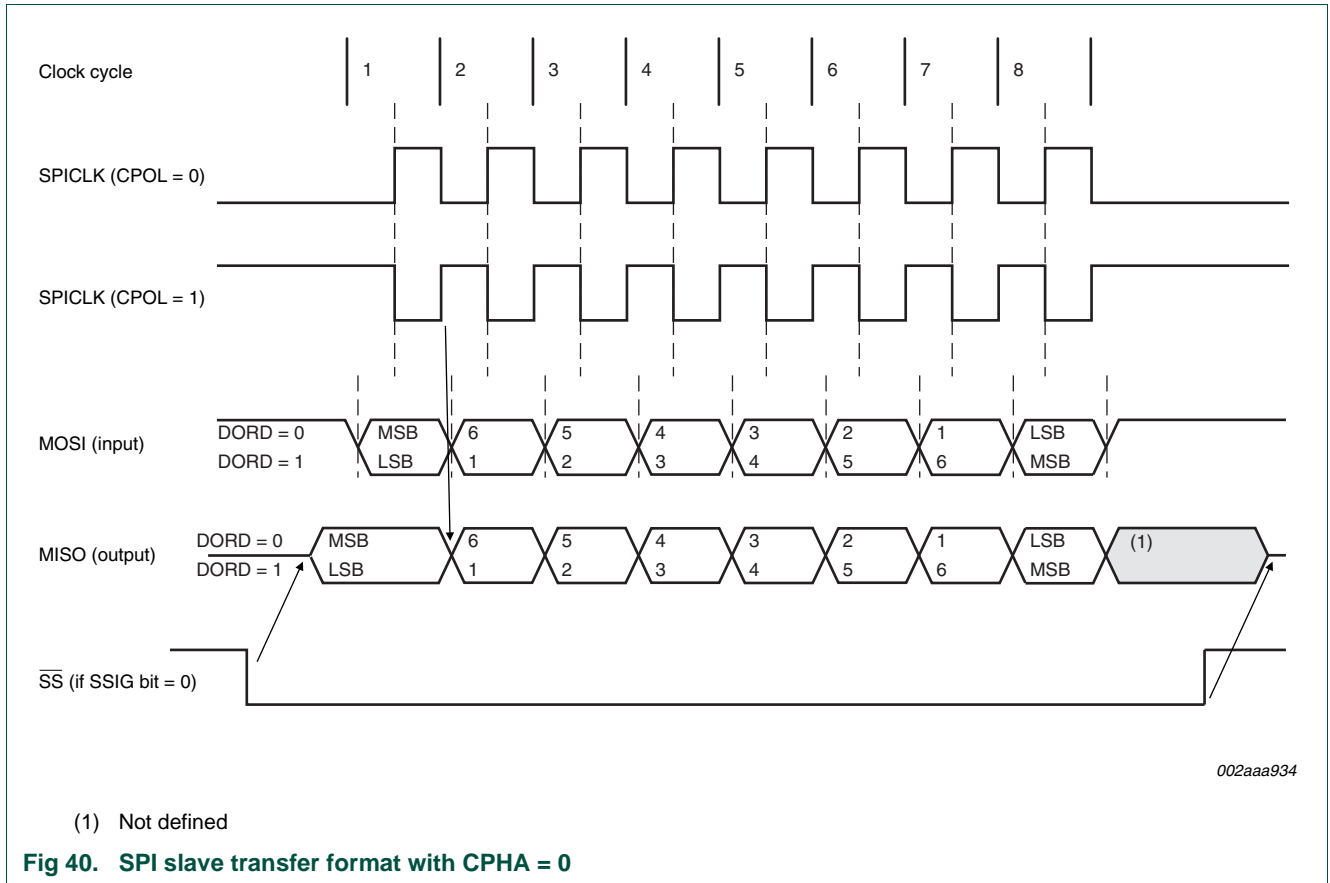 Clock cycle 1 2 3 4 5 6 7 8
SPICLK (CPOL = 0)
SPICLK (CPOL = 1)
DORD = 0 MSB 6 5 4 3 2 1 LSB
MOSI (input)
DORD = 1 LSB 1 2 3 4 5 6 MSB
DORD = 0 MSB 6 5 4 3 2 1 LSB (1)
MISO (output)
DORD = 1 LSB 1 2 3 4 5 6 MSB
S̅S̅ (if SSIG bit = 0)
002aaa934
(1) Not defined
Fig 40. SPI slave transfer format with CPHA = 0